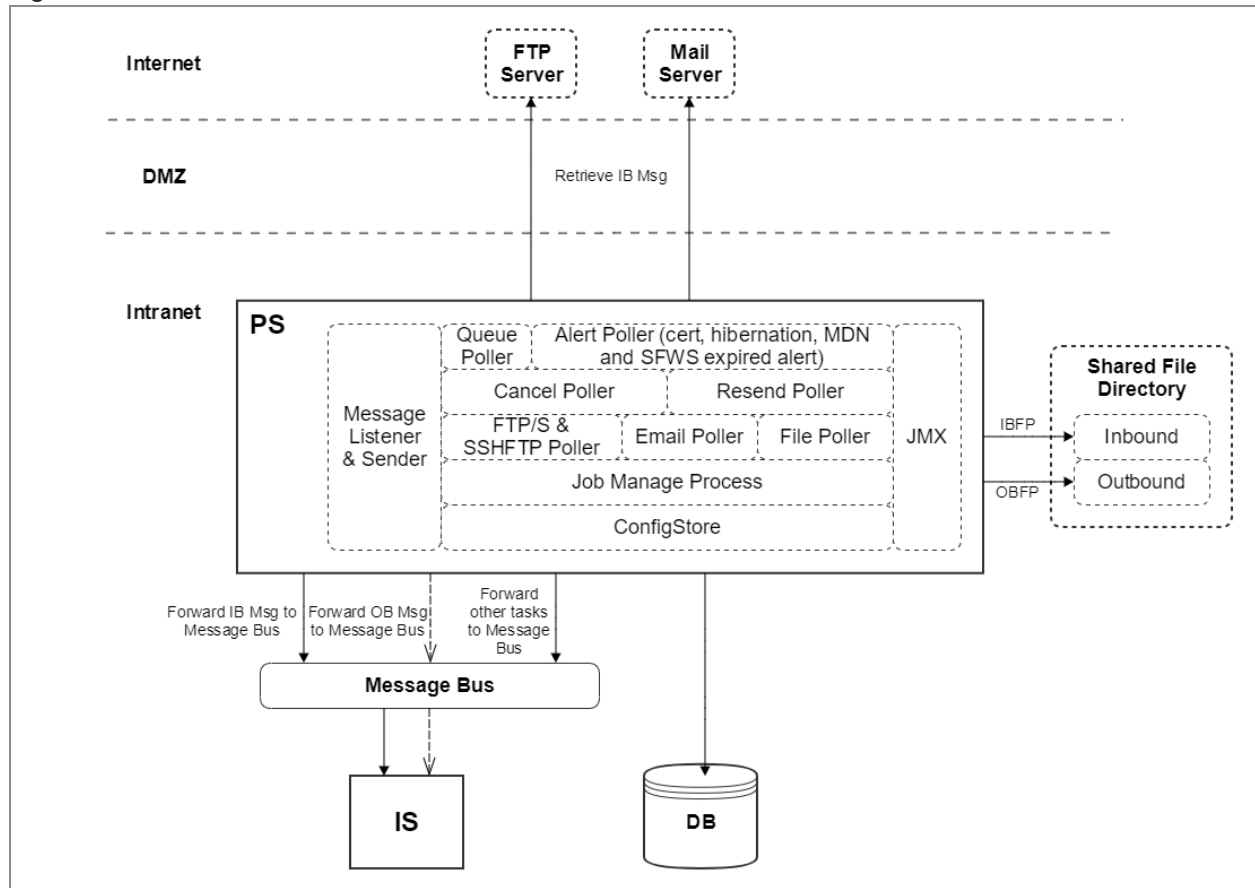 Internet
FTP
Server
Mail
Server
DMZ
Retrieve IB Msg
Intranet
PS
Message
Listener
& Sender
Queue
Poller
Alert Poller (cert, hibernation, MDN
and SFWS expired alert)
Cancel Poller
Resend Poller
FTP/S &
SSHFTP Poller
Email Poller
File Poller
Job Manage Process
ConfigStore
JMX
IBFP
OBFP
Shared File
Directory
Inbound
Outbound
Forward IB Msg to
Message Bus
Forward OB Msg
to Message Bus
Forward
other tasks
to Message
Bus
Message Bus
IS
DB